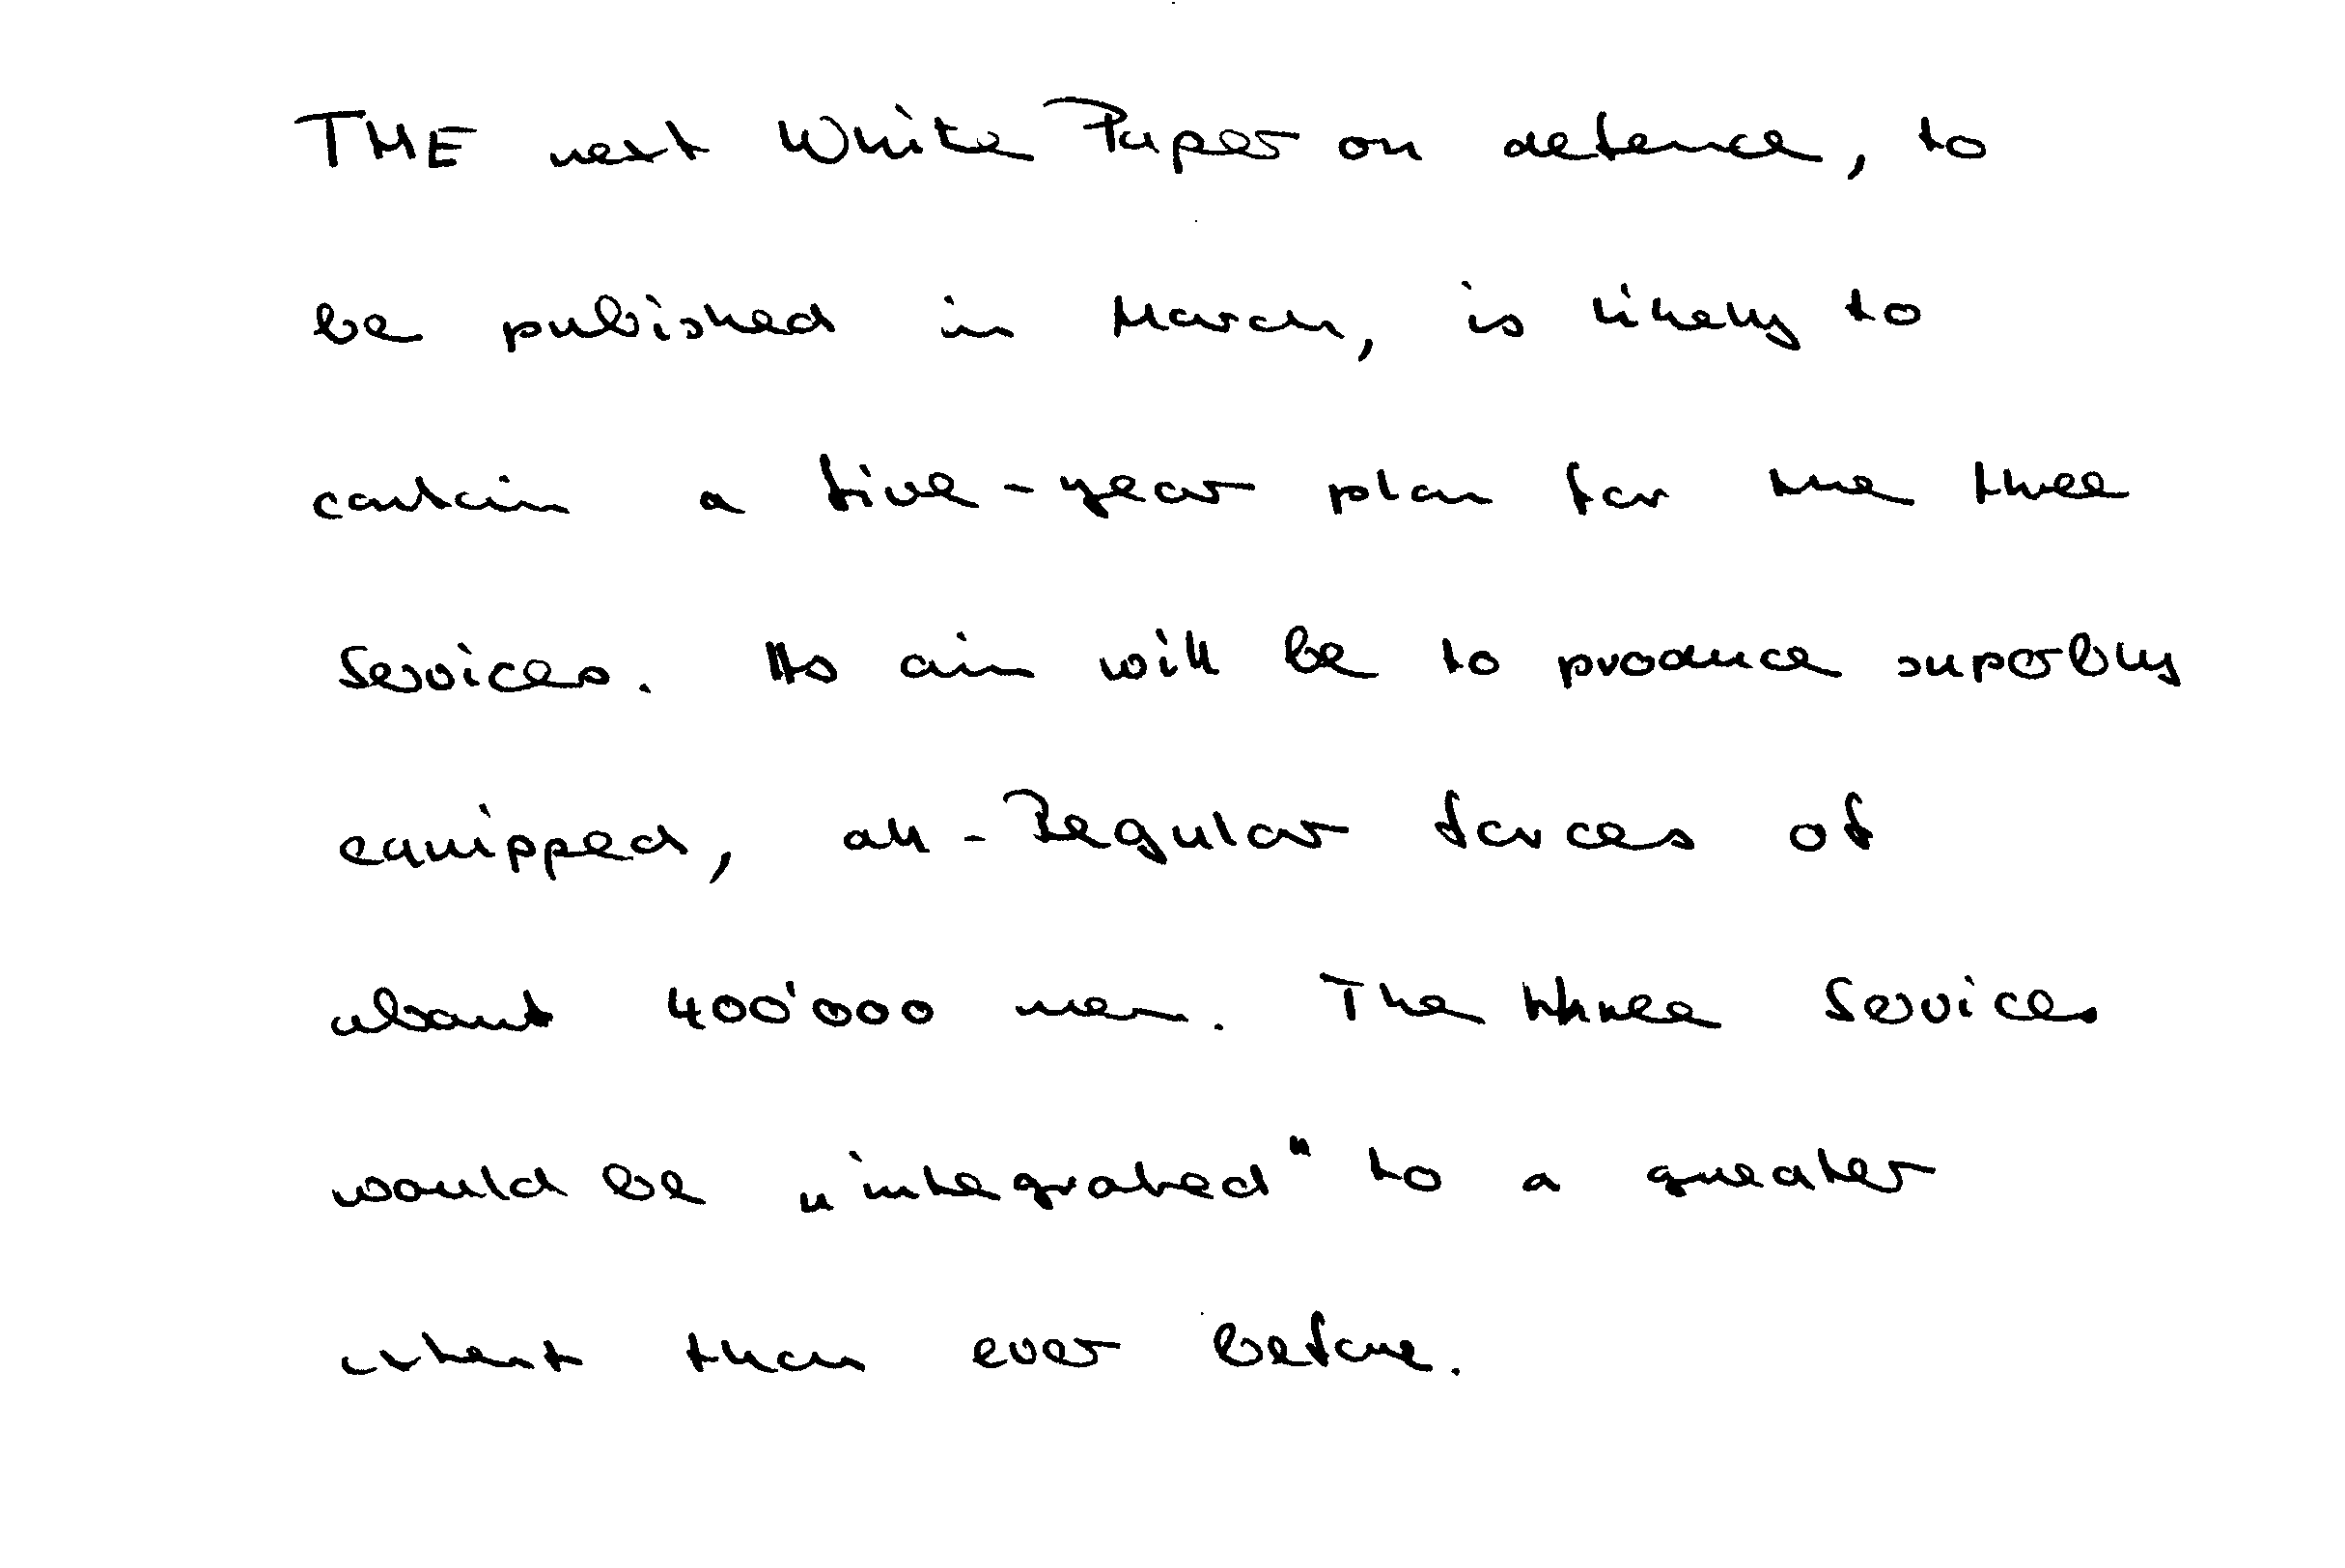 THE next White Paper on defence, to
be pubished in March, is likely to
contain a five-year plan for the three
Services. Its aim will be to produce superbly
equipped, all-Regular forces of
about 400'000 men. The three Services
would be „integrated" to a greater
extent than ever before.